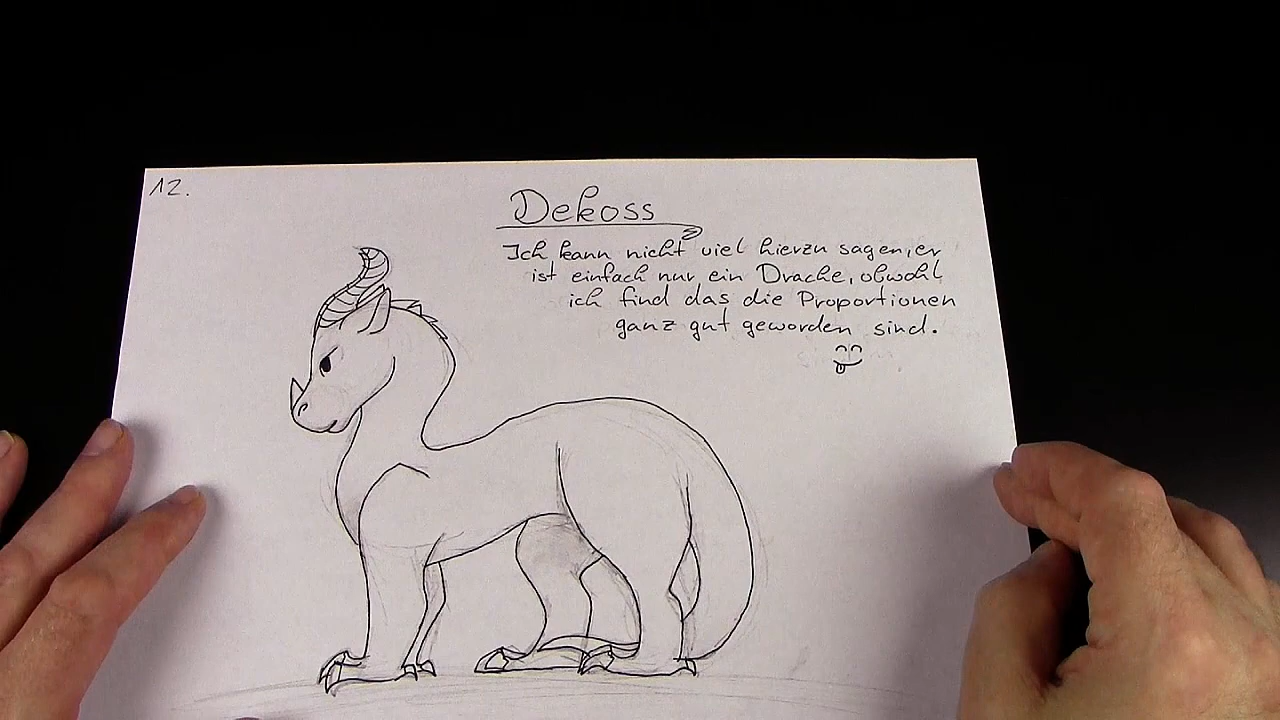 12.
Dekoss
Ich kann nicht viel hierzu sagen, er
ist einfach nur ein Drache, obwohl
ich find das die Proportionen
ganz gut geworden sind.